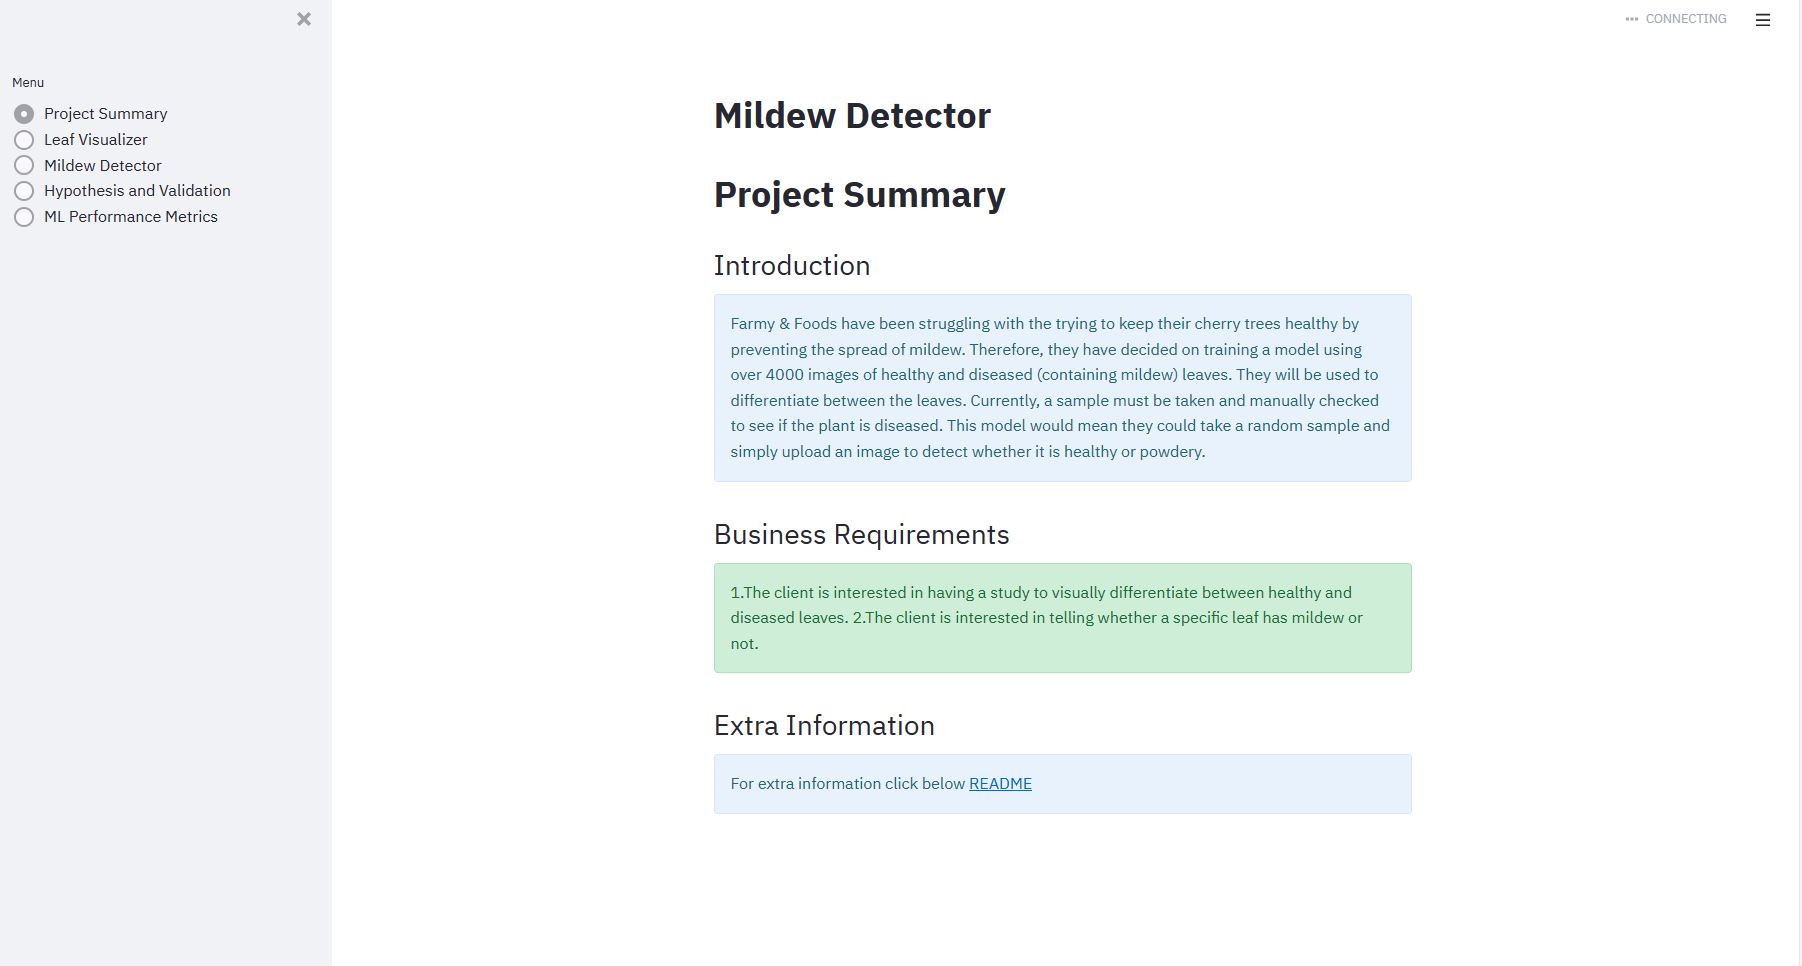 CONNECTING
Menu
Project Summary
Leaf Visualizer
Mildew Detector
Hypothesis and Validation
ML Performance Metrics
Mildew Detector
Project Summary
Introduction
Farmy & Foods have been struggling with the trying to keep their cherry trees healthy by
preventing the spread of mildew. Therefore, they have decided on training a model using
over 4000 images of healthy and diseased (containing mildew) leaves. They will be used to
differentiate between the leaves. Currently, a sample must be taken and manually checked
to see if the plant is diseased. This model would mean they could take a random sample and
simply upload an image to detect whether it is healthy or powdery.
Business Requirements
1.The client is interested in having a study to visually differentiate between healthy and
diseased leaves. 2.The client is interested in telling whether a specific leaf has mildew or
not.
Extra Information
For extra information click below README